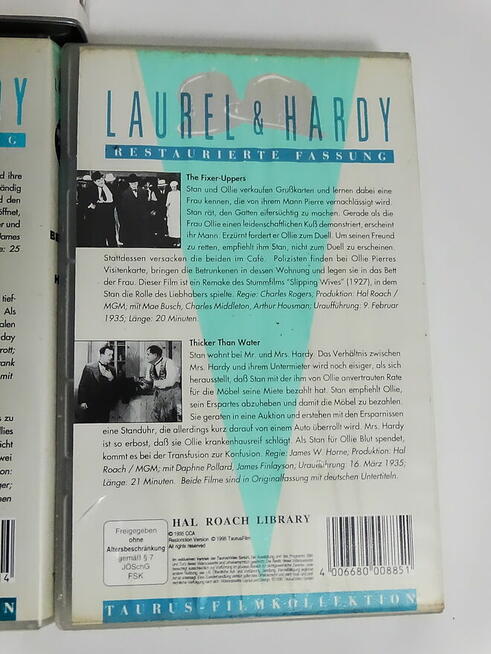 LAUREL & HARDY
RESTAURIERTE FASSUNG
The Fixer-Uppers
Stan und Ollie verkaufen Grußkarten und lernen dabei eine
Frau kennen, die von ihrem Mann Pierre vernachlässigt wird.
Stan rät, den Gatten eifersüchtig zu machen. Gerade als die
Frau Ollie einen leidenschaftlichen Kuß demonstriert, erscheint
ihr Mann. Erzürnt fordert er Ollie zum Duell. Um seinen Freund
zu retten, empfiehlt ihm Stan, nicht zum Duell zu erscheinen.
Stattdessen versacken die beiden im Café. Polizisten finden bei Ollie Pierres
Visitenkarte, bringen die Betrunkenen in dessen Wohnung und legen sie in das Bett
der Frau. Dieser Film ist ein Remake des Stummfilms "Slipping Wives" (1927), in dem
Stan die Rolle des Liebhabers spielte. Regie: Charles Rogers; Produktion: Hal Roach /
MGM; mit Mae Busch, Charles Middleton, Arthur Housman; Uraufführung: 9. Februar
1935; Länge: 20 Minuten.
Thicker Than Water
Stan wohnt bei Mr. und Mrs. Hardy. Das Verhältnis zwischen
Mrs. Hardy und ihrem Untermieter wird noch eisiger, als sich
herausstellt, daß Stan mit der ihm von Ollie anvertrauten Rate
für die Möbel seine Miete bezahlt hat. Stan empfiehlt Ollie,
sein Erspartes abzuheben und damit die Möbel zu bezahlen.
Sie geraten in eine Auktion und erstehen mit den Ersparnissen
eine Standuhr, die allerdings kurz darauf von einem Auto überrollt wird. Mrs. Hardy
ist so erbost, daß sie Ollie krankenhausreif schlägt. Als Stan für Ollie Blut spendet,
kommt es bei der Transfusion zur Konfusion. Regie: James W. Horne; Produktion: Hal
Roach / MGM; mit Daphne Pollard, James Finlayson; Uraufführung: 16. März 1935;
Länge: 21 Minuten. Beide Filme sind in Originalfassung mit deutschen Untertiteln.
Freigegeben
ohne
Altersbeschränkung
gemäß § 7
JÖSchG
FSK
HAL ROACH LIBRARY
© 1935 CCA
Restoration Version © 1995 TaurusFilm
All rights reserved
4 006680 008851
TAURUS FILMKOLLEKTION